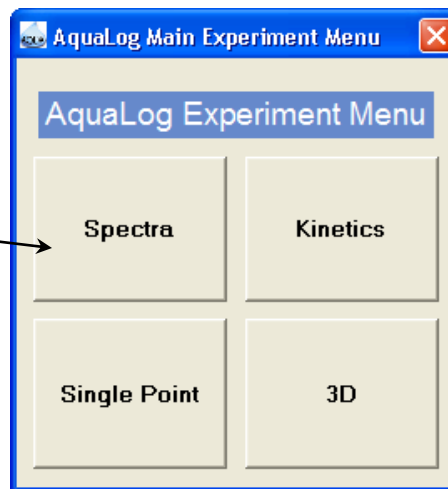 AquaLog Main Experiment Menu
AquaLog Experiment Menu
Spectra
Kinetics
Single Point
3D